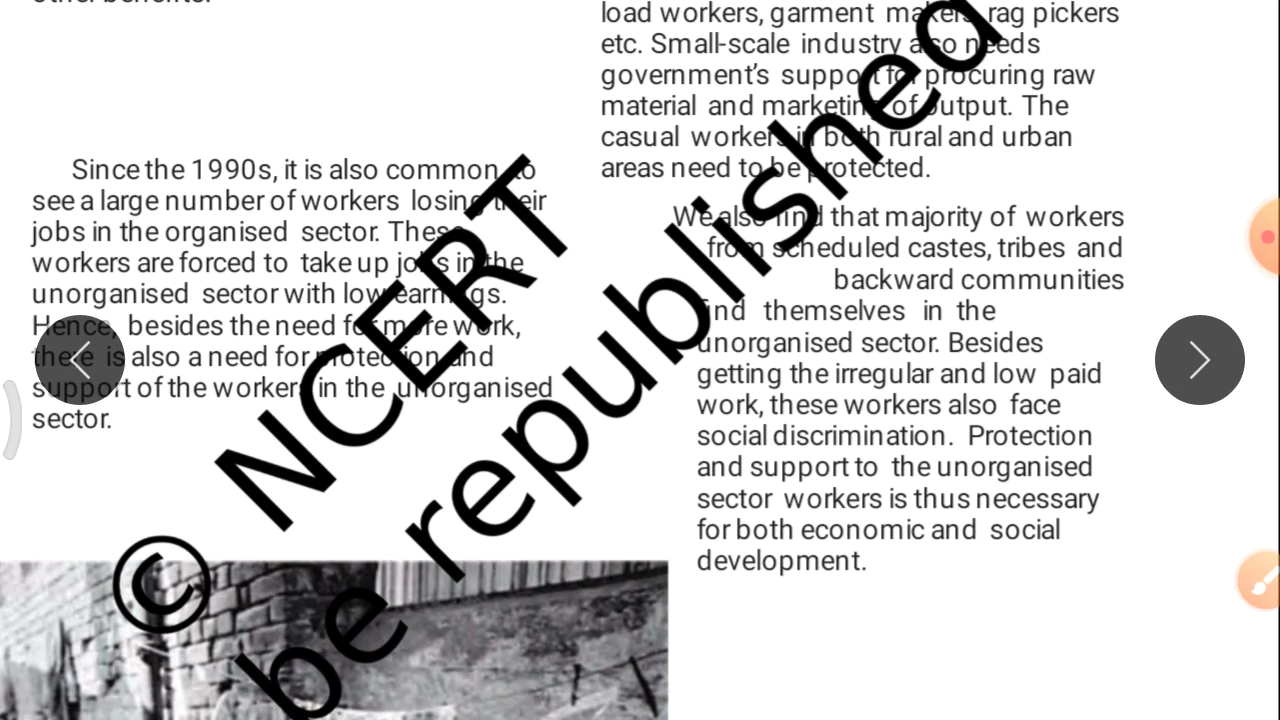 Since the 1990s, it is also common to
see a large number of workers losing their
jobs in the organised sector. These
workers are forced to take up jobs in the
unorganised sector with low earnings.
Hence, besides the need for more work,
there is also a need for protection and
support of the workers in the unorganised
sector.
load workers, garment makers, rag pickers
etc. Small-scale industry also needs
government’s support for procuring raw
material and marketing of output. The
casual workers in both rural and urban
areas need to be protected.
We also find that majority of workers
from scheduled castes, tribes and
backward communities
find themselves in the
unorganised sector. Besides
getting the irregular and low paid
work, these workers also face
social discrimination. Protection
and support to the unorganised
sector workers is thus necessary
for both economic and social
development.
© NCERT
be republished